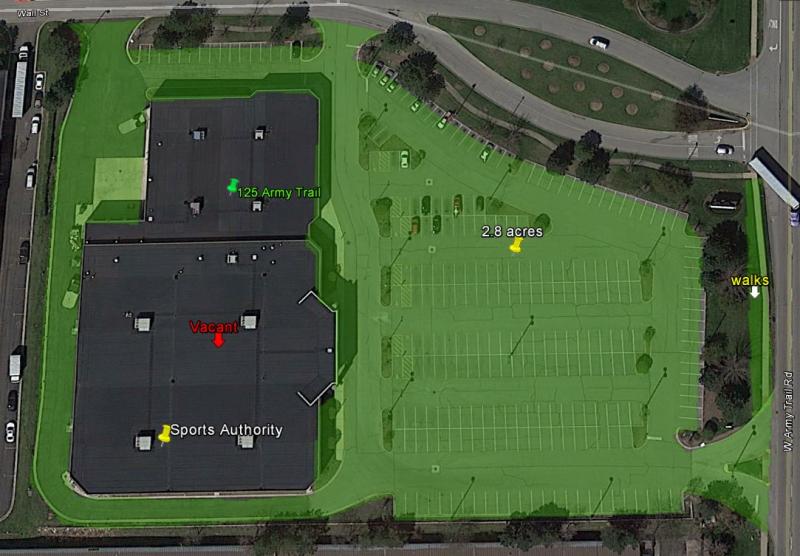 Wall St
125 Army Trail
2.8 acres
walks
Vacant
W Army Trail Rd
Sports Authority